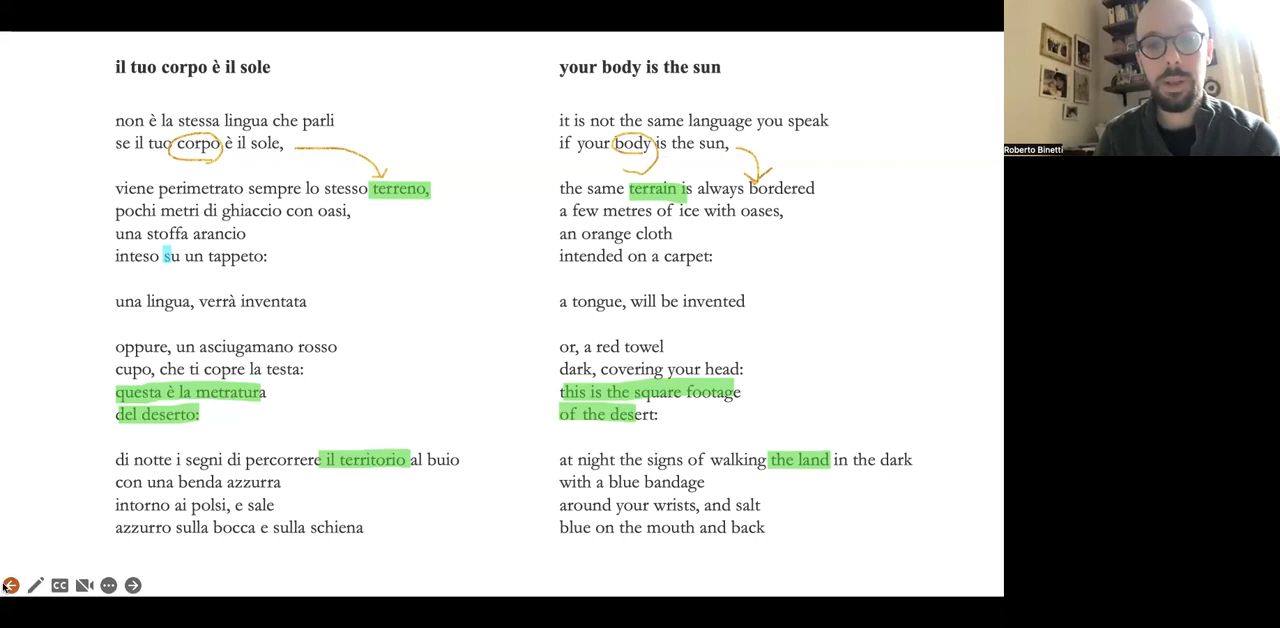 il tuo corpo è il sole
non è la stessa lingua che parli
se il tuo corpo è il sole,
viene perimetrato sempre lo stesso terreno,
pochi metri di ghiaccio con oasi,
una stoffa arancio
inteso su un tappeto:
una lingua, verrà inventata
oppure, un asciugamano rosso
cupo, che ti copre la testa:
questa è la metratura
del deserto:
di notte i segni di percorrere il territorio al buio
con una benda azzurra
intorno ai polsi, e sale
azzurro sulla bocca e sulla schiena
your body is the sun
it is not the same language you speak
if your body is the sun,
the same terrain is always bordered
a few metres of ice with oases,
an orange cloth
intended on a carpet:
a tongue, will be invented
or, a red towel
dark, covering your head:
this is the square footage
of the desert:
at night the signs of walking the land in the dark
with a blue bandage
around your wrists, and salt
blue on the mouth and back
CC
Roberto Binetti